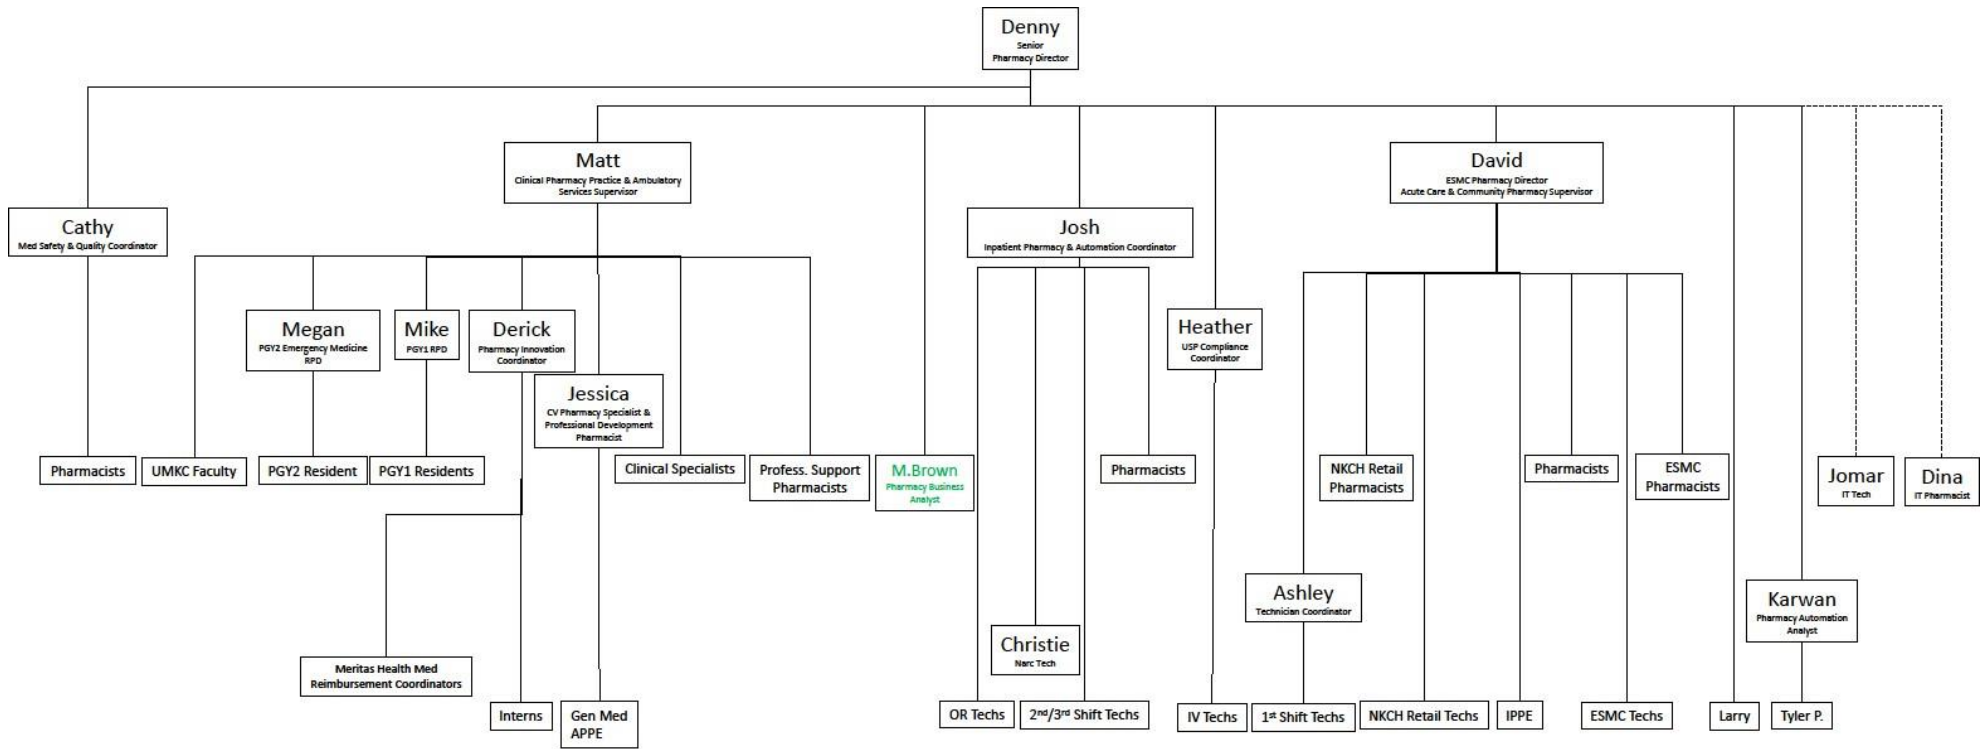 Denny
Senior
Pharmacy Director
Matt
Clinical Pharmacy Practice & Ambulatory
Services Supervisor
David
ESMC Pharmacy Director
Acute Care & Community Pharmacy Supervisor
Cathy
Med Safety & Quality Coordinator
Josh
Inpatient Pharmacy & Automation Coordinator
Megan
PGY2 Emergency Medicine
RPD
Mike
PGY1 RPD
Derick
Pharmacy Innovation
Coordinator
Heather
USP Compliance
Coordinator
Jessica
CV Pharmacy Specialist &
Professional Development
Pharmacist
Pharmacists
UMKC Faculty
PGY2 Resident
PGY1 Residents
Clinical Specialists
Profess. Support
Pharmacists
M.Brown
Pharmacy Business
Analyst
Pharmacists
NKCH Retail
Pharmacists
Pharmacists
ESMC
Pharmacists
Jomar
IT Tech
Dina
IT Pharmacist
Ashley
Technician Coordinator
Karwan
Pharmacy Automation
Analyst
Christie
Narc Tech
Meritas Health Med
Reimbursement Coordinators
Interns
Gen Med
APPE
OR Techs
2nd/3rd Shift Techs
IV Techs
1st Shift Techs
NKCH Retail Techs
IPPE
ESMC Techs
Larry
Tyler P.